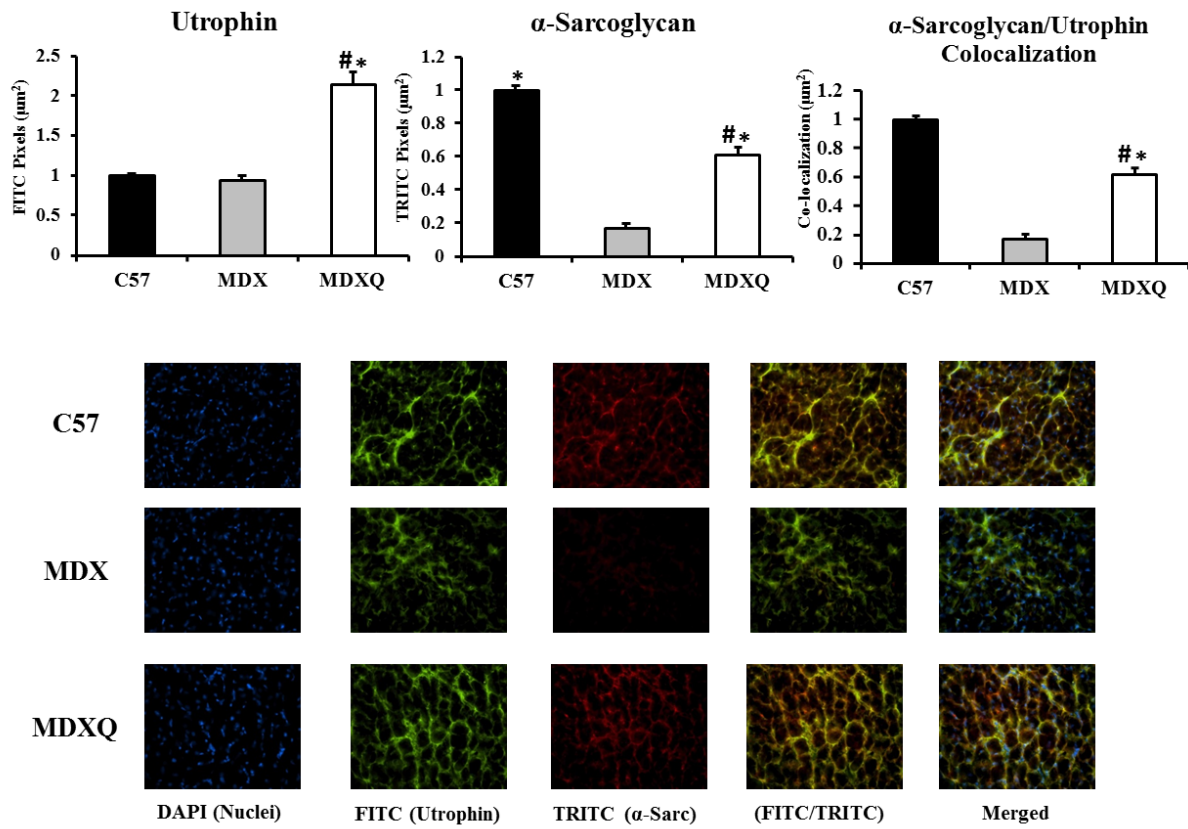 Utrophin
FITC Pixels (µm²)
2.5
2
1.5
1
0.5
0
#*
C57 MDX MDXQ
α-Sarcoglycan
TRITC Pixels (µm²)
1.2
1
0.8
0.6
0.4
0.2
0
*
#*
C57 MDX MDXQ
α-Sarcoglycan/Utrophin
Colocalization
Co-localization (µm²)
1.2
1
0.8
0.6
0.4
0.2
0
#*
C57 MDX MDXQ
C57
MDX
MDXQ
DAPI (Nuclei) FITC (Utrophin) TRITC (α-Sarc) (FITC/TRITC) Merged